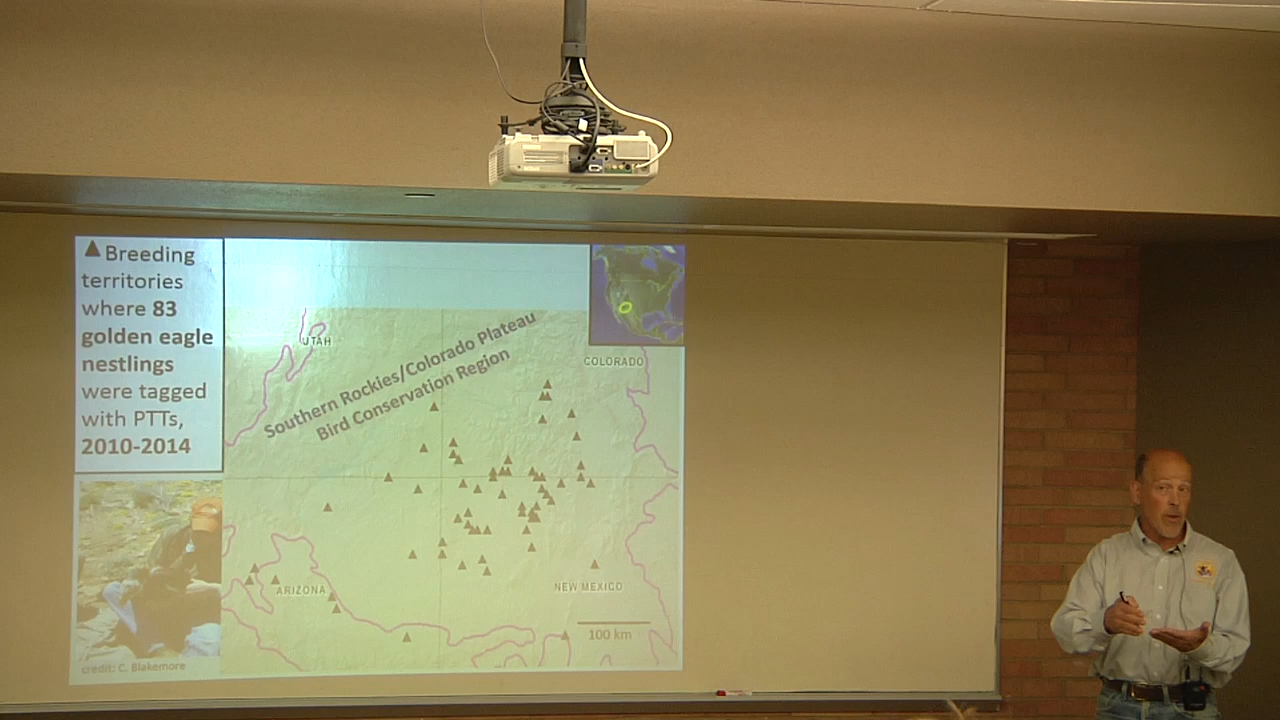 ▲ Breeding
territories
where 83
golden eagle
nestlings
were tagged
with PTTs,
2010-2014
UTAH
Southern Rockies/Colorado Plateau
Bird Conservation Region
COLORADO
ARIZONA
NEW MEXICO
100 km
credit: C. Blakemore